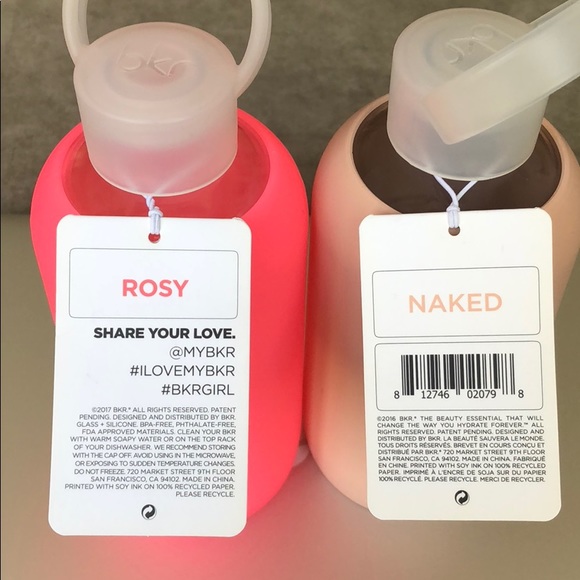 bkr
ROSY
SHARE YOUR LOVE.
@MYBKR
#ILOVEMYBKR
#BKRGIRL
©2017 BKR.® ALL RIGHTS RESERVED. PATENT
PENDING. DESIGNED AND DISTRIBUTED BY BKR.
GLASS + SILICONE. BPA-FREE, PHTHALATE-FREE,
FDA APPROVED MATERIALS. CLEAN YOUR BKR
WITH WARM SOAPY WATER OR ON THE TOP RACK
OF YOUR DISHWASHER. WE RECOMMEND STORING
WITH THE CAP OFF. AVOID USING IN THE MICROWAVE,
OR EXPOSING TO SUDDEN TEMPERATURE CHANGES.
DO NOT FREEZE. 720 MARKET STREET 9TH FLOOR
SAN FRANCISCO, CA 94102. MADE IN CHINA.
PRINTED WITH SOY INK ON 100% RECYCLED PAPER.
PLEASE RECYCLE.
NAKED
8 12746 02079 8
©2016 BKR.® THE BEAUTY ESSENTIAL THAT WILL
CHANGE THE WAY YOU HYDRATE FOREVER.™ ALL
RIGHTS RESERVED. PATENT PENDING. DESIGNED AND
DISTRIBUTED BY BKR. LA BEAUTÉ SAUVERA LE MONDE.
TOUS DROITS RÉSERVÉS. BREVET EN COURS CONÇU ET
DISTRIBUÉ PAR BKR.® 720 MARKET STREET 9TH FLOOR
SAN FRANCISCO, CA 94102. MADE IN CHINA. FABRIQUÉ
EN CHINE. PRINTED WITH SOY INK ON 100% RECYCLED
PAPER. IMPRIMÉ À L'ENCRE DE SOJA SUR DU PAPIER
100% RECYCLÉ. PLEASE RECYCLE. MERCI DE RECYCLER.